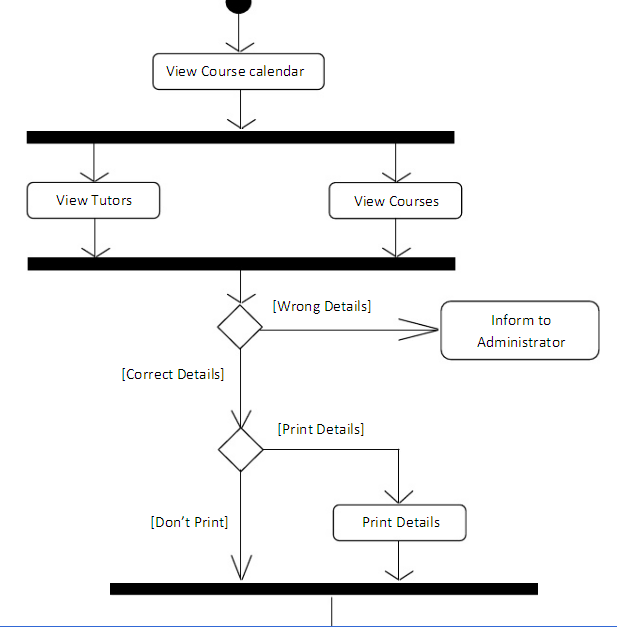 View Course calendar
View Tutors
View Courses
[Wrong Details]
Inform to
Administrator
[Correct Details]
[Print Details]
[Don’t Print]
Print Details